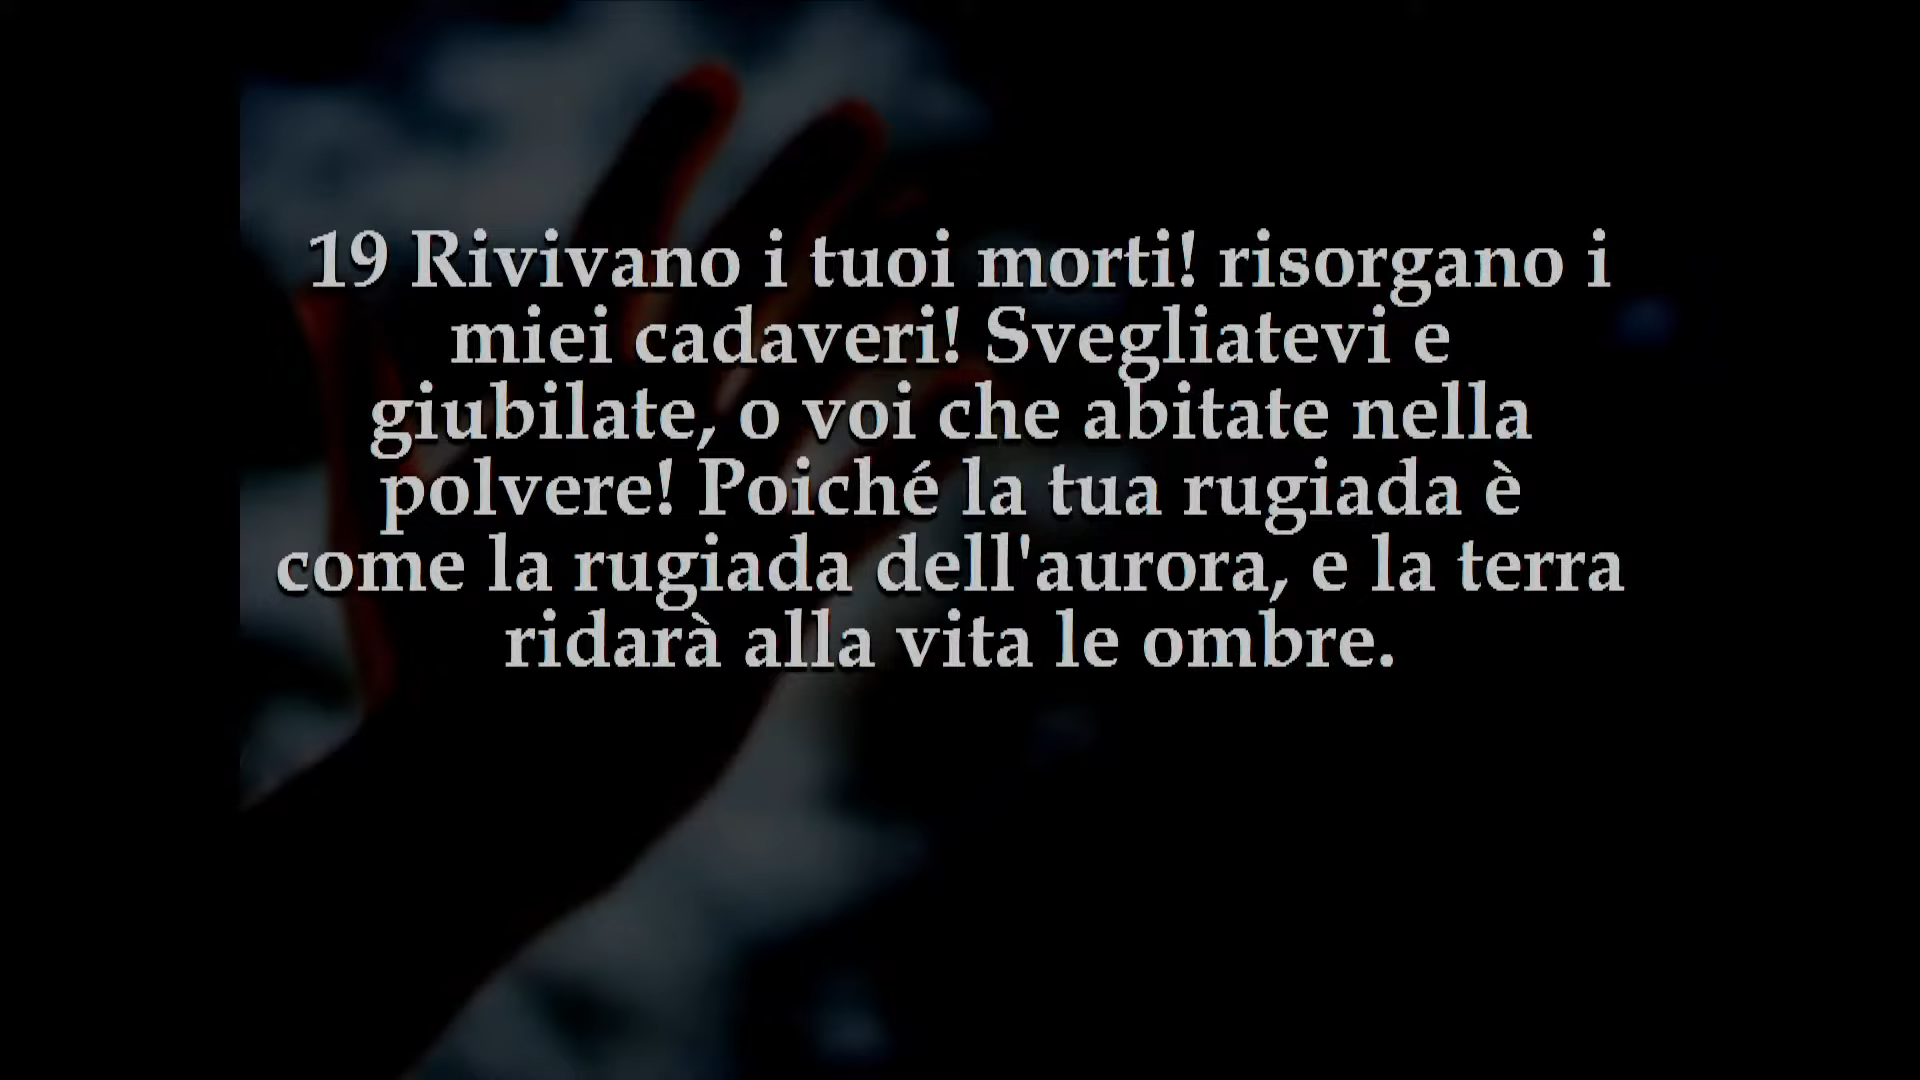 19 Rivivano i tuoi morti! risorgano i
miei cadaveri! Svegliatevi e
giubilate, o voi che abitate nella
polvere! Poiché la tua rugiada è
come la rugiada dell'aurora, e la terra
ridarà alla vita le ombre.